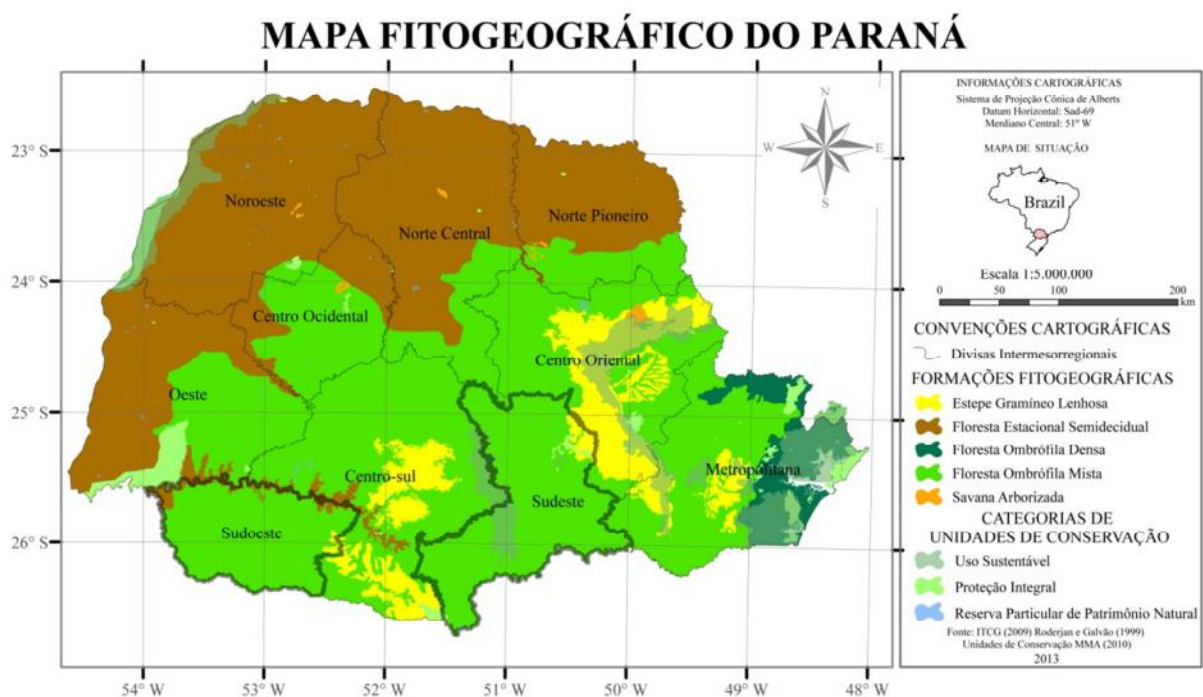 MAPA FITOGEOGRÁFICO DO PARANÁ
23° S
24° S
25° S
26° S
54° W
53° W
52° W
51° W
50° W
49° W
48° W
Noroeste
Norte Central
Norte Pioneiro
Centro Ocidental
Centro Oriental
Oeste
Centro-sul
Metropolitana
Sudeste
Sudoeste
N
W
E
S
INFORMAÇÕES CARTOGRÁFICAS
Sistema de Projeção Cônica de Alberts
Datum Horizontal: Sad-69
Merdiano Central: 51º W
MAPA DE SITUAÇÃO
Brazil
Escala 1:5.000.000
0 50 100 200
km
CONVENÇÕES CARTOGRÁFICAS
Divisas Intermesorregionais
FORMAÇÕES FITOGEOGRÁFICAS
Estepe Gramíneo Lenhosa
Floresta Estacional Semidecidual
Floresta Ombrófila Densa
Floresta Ombrófila Mista
Savana Arborizada
CATEGORIAS DE
UNIDADES DE CONSERVAÇÃO
Uso Sustentável
Proteção Integral
Reserva Particular de Patrimônio Natural
Fonte: ITCG (2009) Roderjan e Galvão (1999)
Unidades de Conservação MMA (2010)
2013